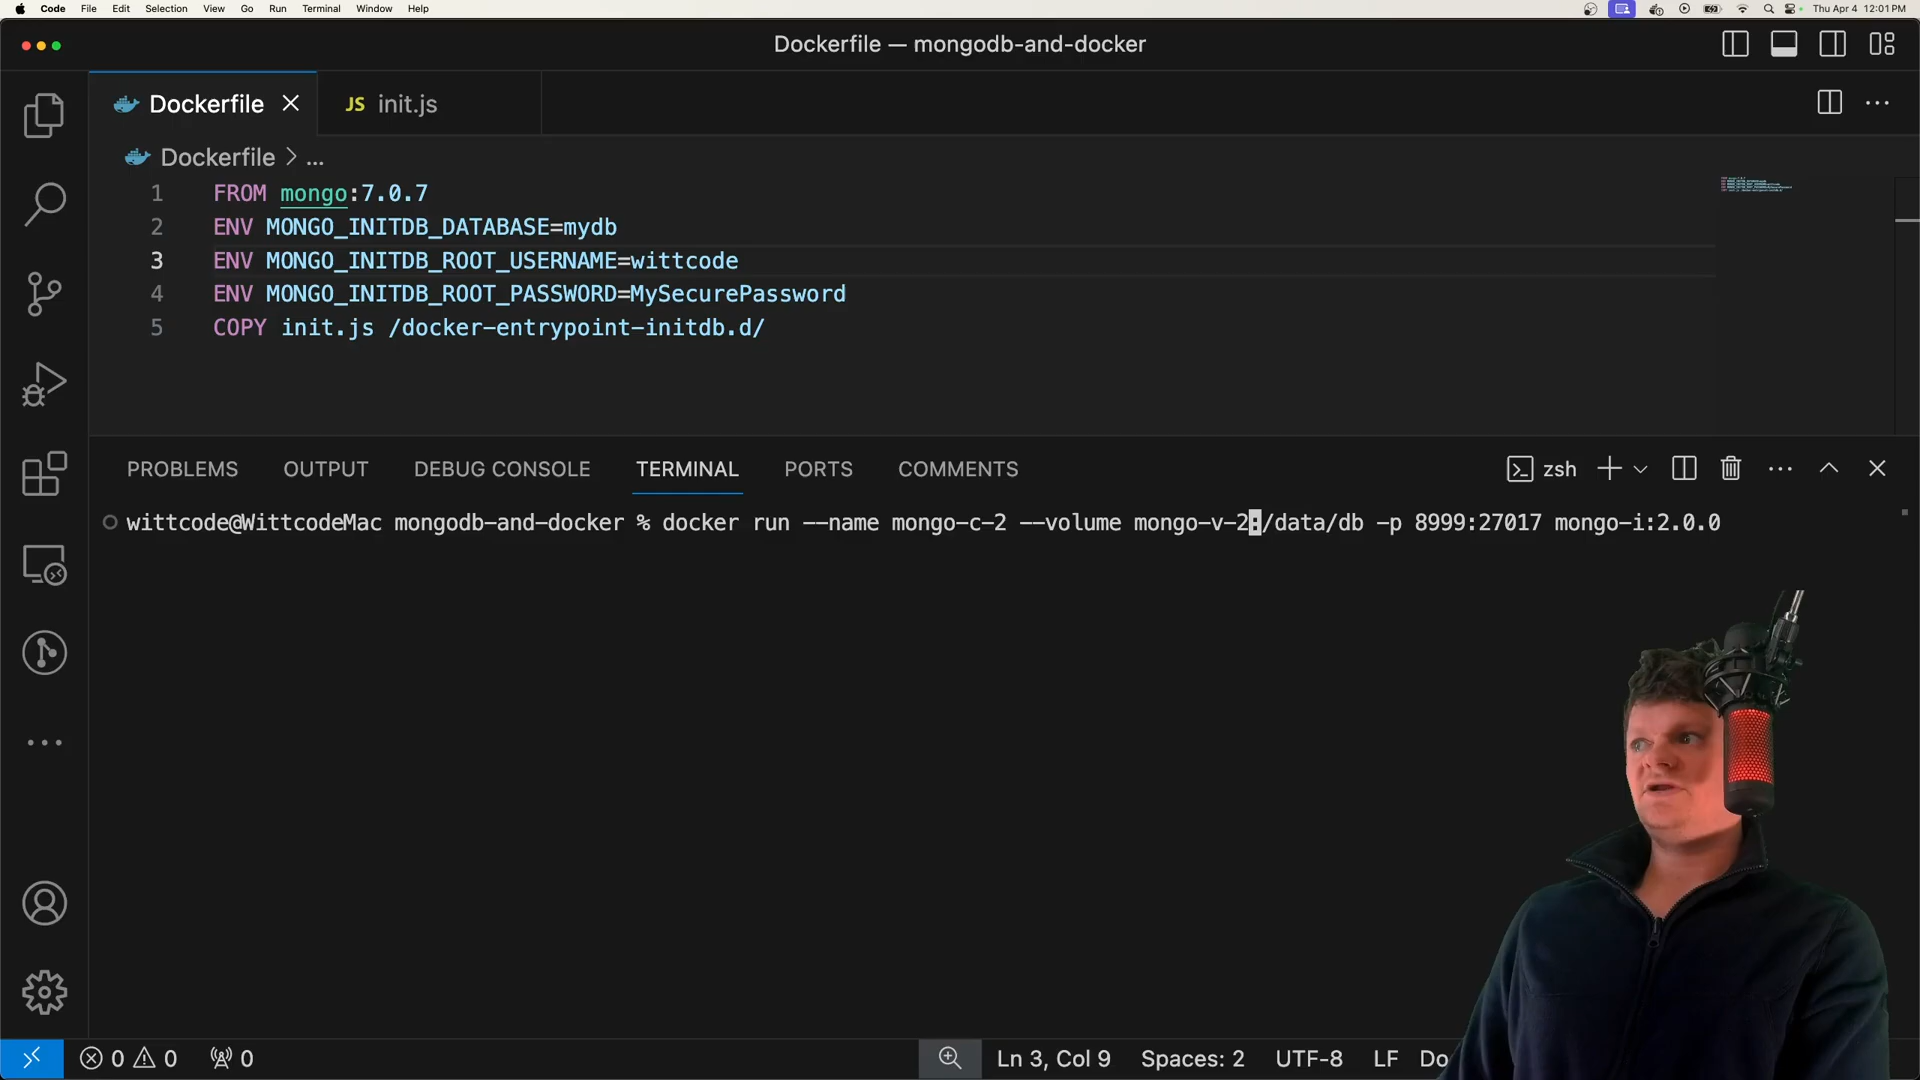 Code File Edit Selection View Go Run Terminal Window Help Thu Apr 4 12:01 PM
Dockerfile — mongodb-and-docker
Dockerfile JS init.js
Dockerfile > ...
1 FROM mongo:7.0.7
2 ENV MONGO_INITDB_DATABASE=mydb
3 ENV MONGO_INITDB_ROOT_USERNAME=wittcode
4 ENV MONGO_INITDB_ROOT_PASSWORD=MySecurePassword
5 COPY init.js /docker-entrypoint-initdb.d/
PROBLEMS OUTPUT DEBUG CONSOLE TERMINAL PORTS COMMENTS zsh
wittcode@WittcodeMac mongodb-and-docker % docker run --name mongo-c-2 --volume mongo-v-2:/data/db -p 8999:27017 mongo-i:2.0.0
0 0 0 Ln 3, Col 9 Spaces: 2 UTF-8 LF Do